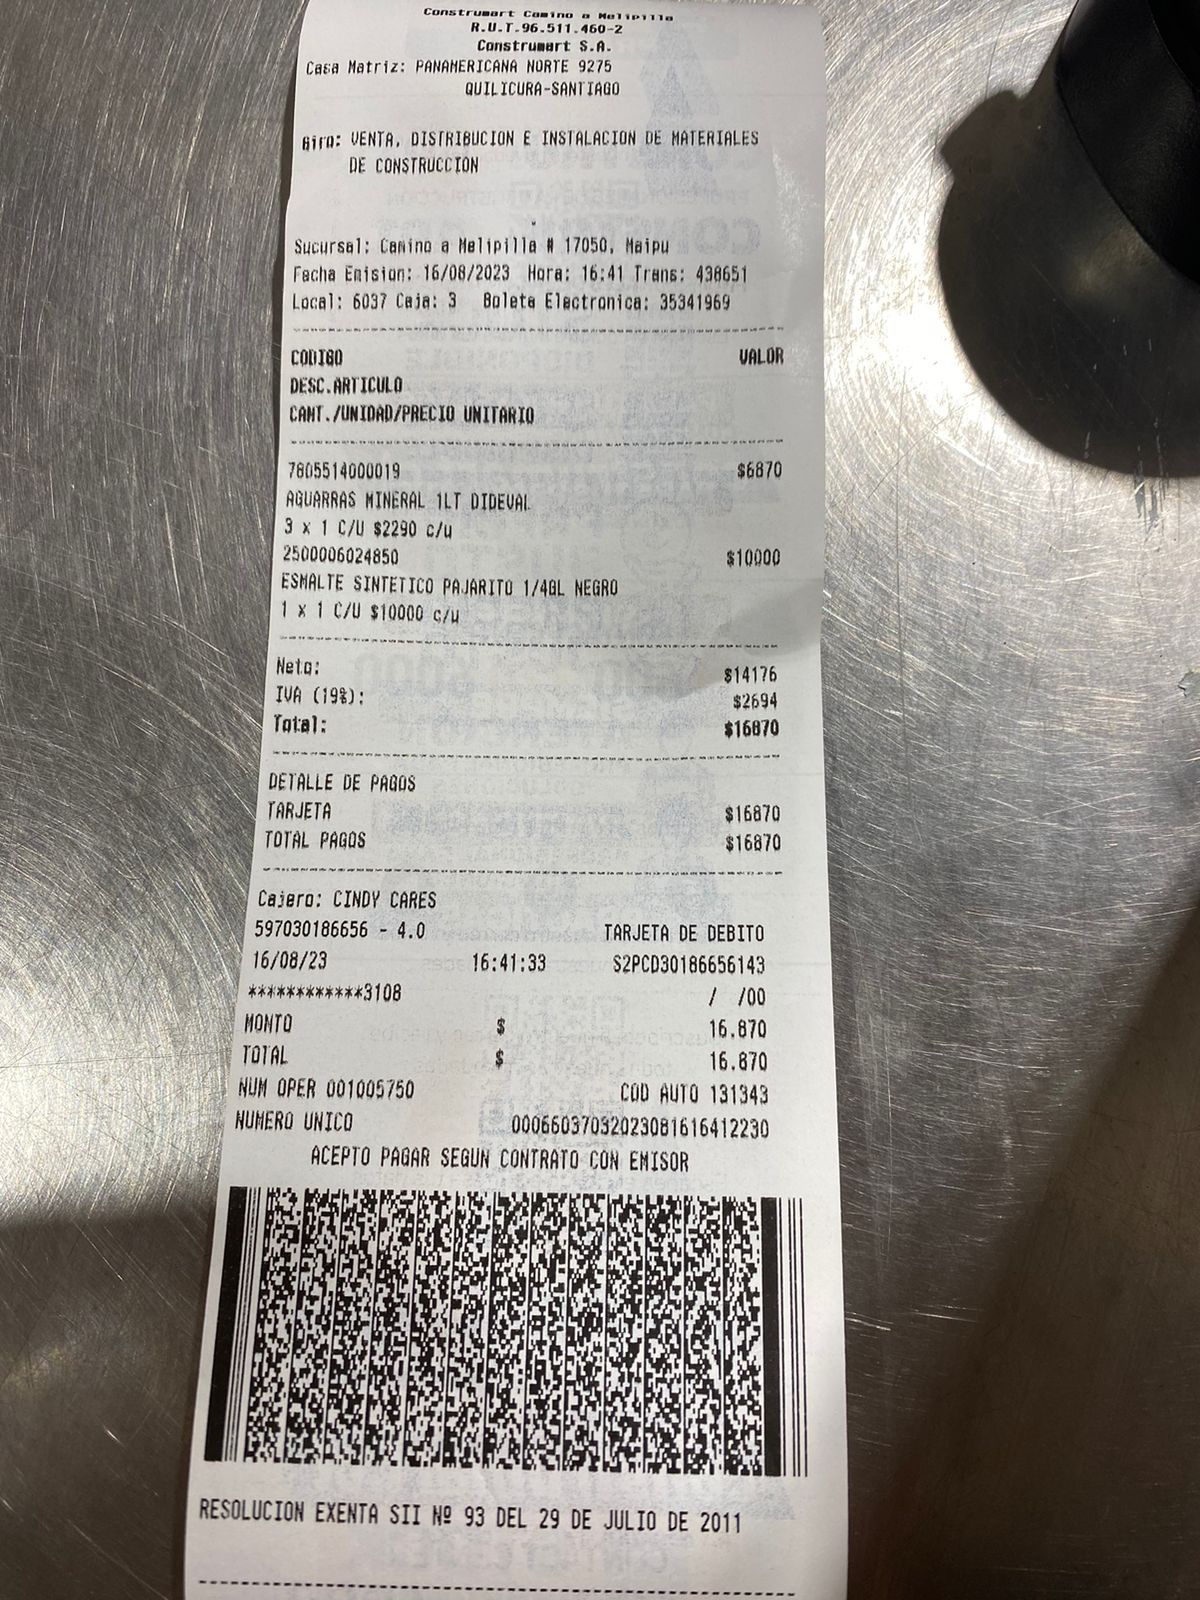 Construmart Camino a Melipilla
R.U.T.96.511.460-2
Construmart S.A.
Casa Matriz: PANAMERICANA NORTE 9275
QUILICURA-SANTIAGO
Giro: VENTA, DISTRIBUCION E INSTALACION DE MATERIALES
DE CONSTRUCCION
Sucursal: Camino a Melipilla # 17050, Maipu
Fecha Emision: 16/08/2023 Hora: 16:41 Trans: 438651
Local: 6037 Caja: 3 Boleta Electronica: 35341969
CODIGO VALOR
DESC.ARTICULO
CANT./UNIDAD/PRECIO UNITARIO
7805514000019 $6870
AGUARRAS MINERAL 1LT DIDEVAL
3 x 1 C/U $2290 c/u
2500006024850 $10000
ESMALTE SINTETICO PAJARITO 1/4GL NEGRO
1 x 1 C/U $10000 c/u
Neto: $14176
IVA (19%): $2694
Total: $16870
DETALLE DE PAGOS
TARJETA $16870
TOTAL PAGOS $16870
Cajero: CINDY CARES
597030186656 - 4.0 TARJETA DE DEBITO
16/08/23 16:41:33 S2PCD30186656143
************3108 / /00
MONTO $ 16.870
TOTAL $ 16.870
NUM OPER 001005750 COD AUTO 131343
NUMERO UNICO 00066037032023081616412230
ACEPTO PAGAR SEGUN CONTRATO CON EMISOR
RESOLUCION EXENTA SII Nº 93 DEL 29 DE JULIO DE 2011